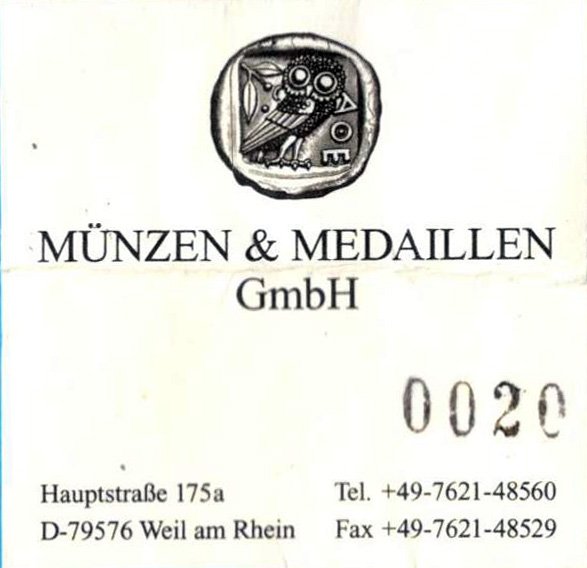 ΑΘΕ
MÜNZEN & MEDAILLEN
GmbH
0020
Hauptstraße 175a
Tel. +49-7621-48560
D-79576 Weil am Rhein
Fax +49-7621-48529